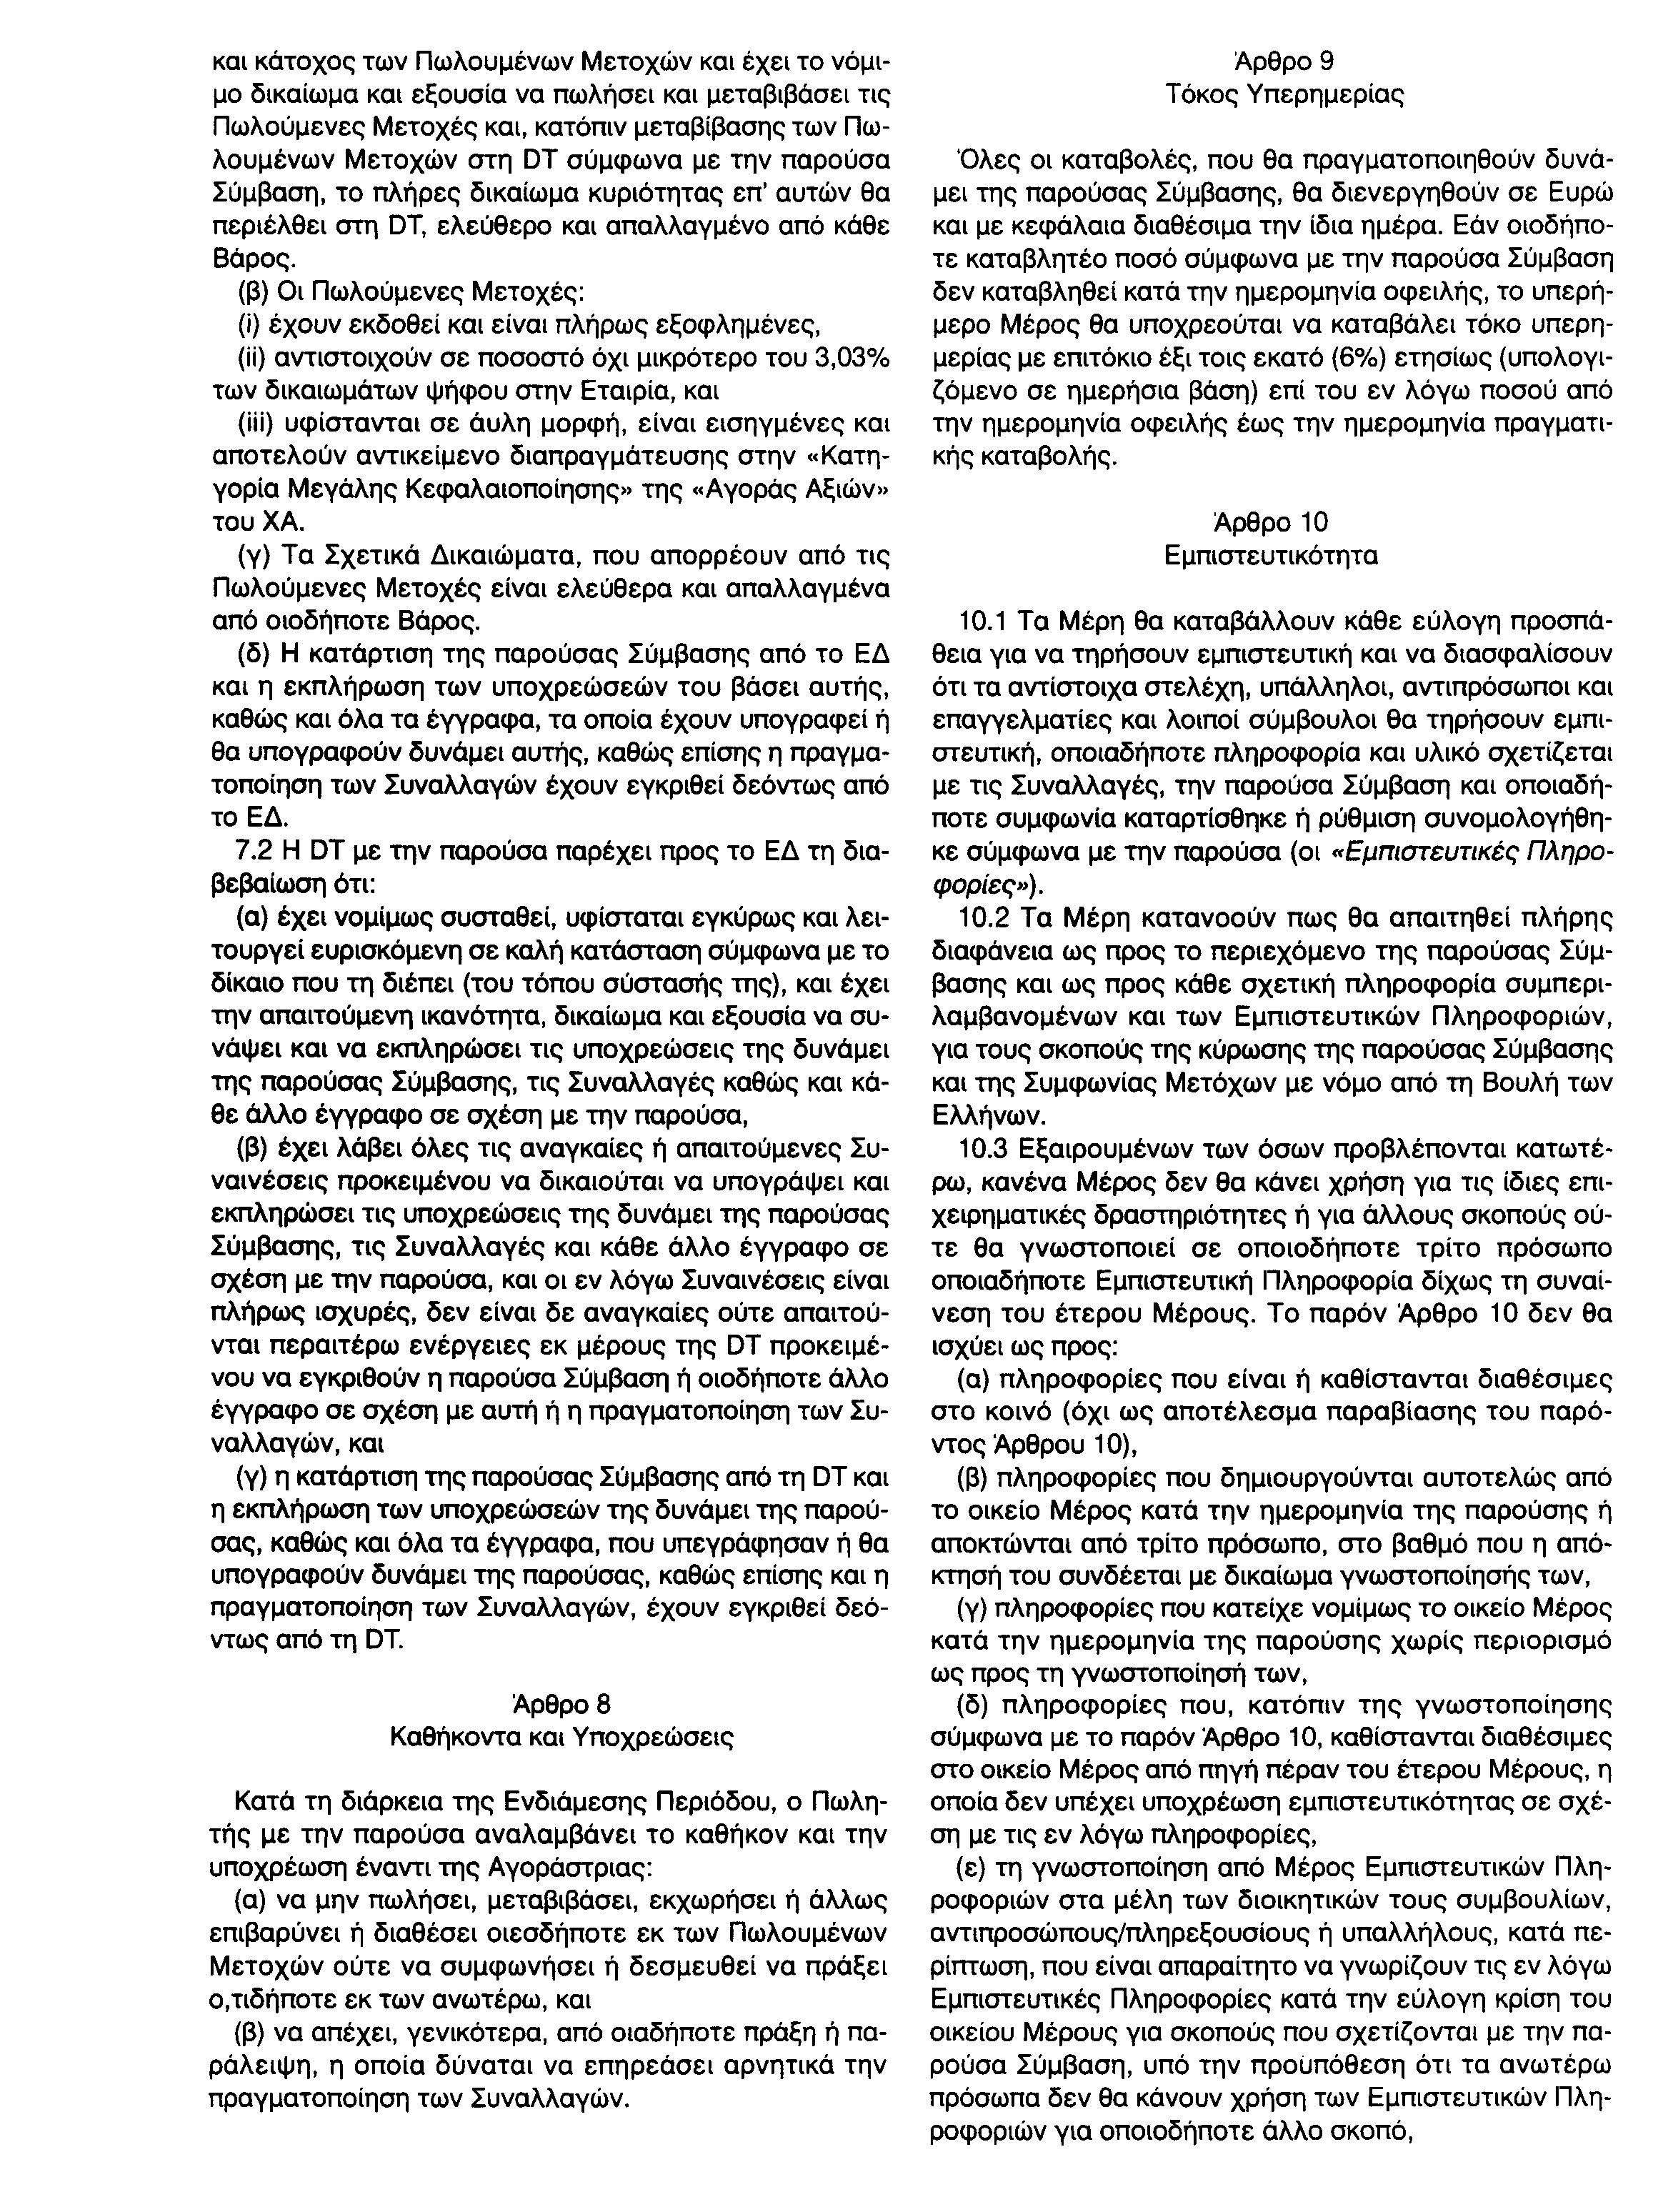 και κάτοχος των Πωλουμένων Μετοχών και έχει το νόμι-
μο δικαίωμα και εξουσία να πωλήσει και μεταβιβάσει τις
Πωλούμενες Μετοχές και, κατόπιν μεταβίβασης των Πω-
λουμένων Μετοχών στη DT σύμφωνα με την παρούσα
Σύμβαση, το πλήρες δικαίωμα κυριότητας επ' αυτών θα
περιέλθει στη DT, ελεύθερο και απαλλαγμένο από κάθε
Βάρος.
(β) Οι Πωλούμενες Μετοχές:
(i) έχουν εκδοθεί και είναι πλήρως εξοφλημένες,
(ii) αντιστοιχούν σε ποσοστό όχι μικρότερο του 3,03%
των δικαιωμάτων ψήφου στην Εταιρία, και
(iii) υφίστανται σε άυλη μορφή, είναι εισηγμένες και
αποτελούν αντικείμενο διαπραγμάτευσης στην «Κατη-
γορία Μεγάλης Κεφαλαιοποίησης» της «Αγοράς Αξιών»
του ΧΑ.
(γ) Τα Σχετικά Δικαιώματα, που απορρέουν από τις
Πωλούμενες Μετοχές είναι ελεύθερα και απαλλαγμένα
από οιοδήποτε Βάρος.
(δ) Η κατάρτιση της παρούσας Σύμβασης από το ΕΔ
και η εκπλήρωση των υποχρεώσεών του βάσει αυτής,
καθώς και όλα τα έγγραφα, τα οποία έχουν υπογραφεί ή
θα υπογραφούν δυνάμει αυτής, καθώς επίσης η πραγμα-
τοποίηση των Συναλλαγών έχουν εγκριθεί δεόντως από
το ΕΔ.
7.2 Η DT με την παρούσα παρέχει προς το ΕΔ τη δια-
βεβαίωση ότι:
(α) έχει νομίμως συσταθεί, υφίσταται εγκύρως και λει-
τουργεί ευρισκόμενη σε καλή κατάσταση σύμφωνα με το
δίκαιο που τη διέπει (του τόπου σύστασής της), και έχει
την απαιτούμενη ικανότητα, δικαίωμα και εξουσία να συ-
νάψει και να εκπληρώσει τις υποχρεώσεις της δυνάμει
της παρούσας Σύμβασης, τις Συναλλαγές καθώς και κά-
θε άλλο έγγραφο σε σχέση με την παρούσα,
(β) έχει λάβει όλες τις αναγκαίες ή απαιτούμενες Συ-
ναινέσεις προκειμένου να δικαιούται να υπογράψει και
εκπληρώσει τις υποχρεώσεις της δυνάμει της παρούσας
Σύμβασης, τις Συναλλαγές και κάθε άλλο έγγραφο σε
σχέση με την παρούσα, και οι εν λόγω Συναινέσεις είναι
πλήρως ισχυρές, δεν είναι δε αναγκαίες ούτε απαιτού-
νται περαιτέρω ενέργειες εκ μέρους της DT προκειμέ-
νου να εγκριθούν η παρούσα Σύμβαση ή οιοδήποτε άλλο
έγγραφο σε σχέση με αυτή ή η πραγματοποίηση των Συ-
ναλλαγών, και
(γ) η κατάρτιση της παρούσας Σύμβασης από τη DT και
η εκπλήρωση των υποχρεώσεών της δυνάμει της παρού-
σας, καθώς και όλα τα έγγραφα, που υπεγράφησαν ή θα
υπογραφούν δυνάμει της παρούσας, καθώς επίσης και η
πραγματοποίηση των Συναλλαγών, έχουν εγκριθεί δεό-
ντως από τη DT.
Άρθρο 8
Καθήκοντα και Υποχρεώσεις
Κατά τη διάρκεια της Ενδιάμεσης Περιόδου, ο Πωλη-
τής με την παρούσα αναλαμβάνει το καθήκον και την
υποχρέωση έναντι της Αγοράστριας:
(α) να μην πωλήσει, μεταβιβάσει, εκχωρήσει ή άλλως
επιβαρύνει ή διαθέσει οιεσδήποτε εκ των Πωλουμένων
Μετοχών ούτε να συμφωνήσει ή δεσμευθεί να πράξει
ο,τιδήποτε εκ των ανωτέρω, και
(β) να απέχει, γενικότερα, από οιαδήποτε πράξη ή πα-
ράλειψη, η οποία δύναται να επηρεάσει αρνητικά την
πραγματοποίηση των Συναλλαγών.
Άρθρο 9
Τόκος Υπερημερίας
Όλες οι καταβολές, που θα πραγματοποιηθούν δυνά-
μει της παρούσας Σύμβασης, θα διενεργηθούν σε Ευρώ
και με κεφάλαια διαθέσιμα την ίδια ημέρα. Εάν οιοδήπο-
τε καταβλητέο ποσό σύμφωνα με την παρούσα Σύμβαση
δεν καταβληθεί κατά την ημερομηνία οφειλής, το υπερή-
μερο Μέρος θα υποχρεούται να καταβάλει τόκο υπερη-
μερίας με επιτόκιο έξι τοις εκατό (6%) ετησίως (υπολογι-
ζόμενο σε ημερήσια βάση) επί του εν λόγω ποσού από
την ημερομηνία οφειλής έως την ημερομηνία πραγματι-
κής καταβολής.
Άρθρο 10
Εμπιστευτικότητα
10.1 Τα Μέρη θα καταβάλλουν κάθε εύλογη προσπά-
θεια για να τηρήσουν εμπιστευτική και να διασφαλίσουν
ότι τα αντίστοιχα στελέχη, υπάλληλοι, αντιπρόσωποι και
επαγγελματίες και λοιποί σύμβουλοι θα τηρήσουν εμπι-
στευτική, οποιαδήποτε πληροφορία και υλικό σχετίζεται
με τις Συναλλαγές, την παρούσα Σύμβαση και οποιαδή-
ποτε συμφωνία καταρτίσθηκε ή ρύθμιση συνομολογήθη-
κε σύμφωνα με την παρούσα (οι «Εμπιστευτικές Πληρο-
φορίες»).
10.2 Τα Μέρη κατανοούν πως θα απαιτηθεί πλήρης
διαφάνεια ως προς το περιεχόμενο της παρούσας Σύμ-
βασης και ως προς κάθε σχετική πληροφορία συμπερι-
λαμβανομένων και των Εμπιστευτικών Πληροφοριών,
για τους σκοπούς της κύρωσης της παρούσας Σύμβασης
και της Συμφωνίας Μετόχων με νόμο από τη Βουλή των
Ελλήνων.
10.3 Εξαιρουμένων των όσων προβλέπονται κατωτέ-
ρω, κανένα Μέρος δεν θα κάνει χρήση για τις ίδιες επι-
χειρηματικές δραστηριότητες ή για άλλους σκοπούς ού-
τε θα γνωστοποιεί σε οποιοδήποτε τρίτο πρόσωπο
οποιαδήποτε Εμπιστευτική Πληροφορία δίχως τη συναί-
νεση του έτερου Μέρους. Το παρόν Άρθρο 10 δεν θα
ισχύει ως προς:
(α) πληροφορίες που είναι ή καθίστανται διαθέσιμες
στο κοινό (όχι ως αποτέλεσμα παραβίασης του παρό-
ντος Άρθρου 10),
(β) πληροφορίες που δημιουργούνται αυτοτελώς από
το οικείο Μέρος κατά την ημερομηνία της παρούσης ή
αποκτώνται από τρίτο πρόσωπο, στο βαθμό που η από-
κτησή του συνδέεται με δικαίωμα γνωστοποίησής των,
(γ) πληροφορίες που κατείχε νομίμως το οικείο Μέρος
κατά την ημερομηνία της παρούσης χωρίς περιορισμό
ως προς τη γνωστοποίησή των,
(δ) πληροφορίες που, κατόπιν της γνωστοποίησης
σύμφωνα με το παρόν Άρθρο 10, καθίστανται διαθέσιμες
στο οικείο Μέρος από πηγή πέραν του έτερου Μέρους, η
οποία δεν υπέχει υποχρέωση εμπιστευτικότητας σε σχέ-
ση με τις εν λόγω πληροφορίες,
(ε) τη γνωστοποίηση από Μέρος Εμπιστευτικών Πλη-
ροφοριών στα μέλη των διοικητικών τους συμβουλίων,
αντιπροσώπους/πληρεξουσίους ή υπαλλήλους, κατά πε-
ρίπτωση, που είναι απαραίτητο να γνωρίζουν τις εν λόγω
Εμπιστευτικές Πληροφορίες κατά την εύλογη κρίση του
οικείου Μέρους για σκοπούς που σχετίζονται με την πα-
ρούσα Σύμβαση, υπό την προϋπόθεση ότι τα ανωτέρω
πρόσωπα δεν θα κάνουν χρήση των Εμπιστευτικών Πλη-
ροφοριών για οποιοδήποτε άλλο σκοπό,